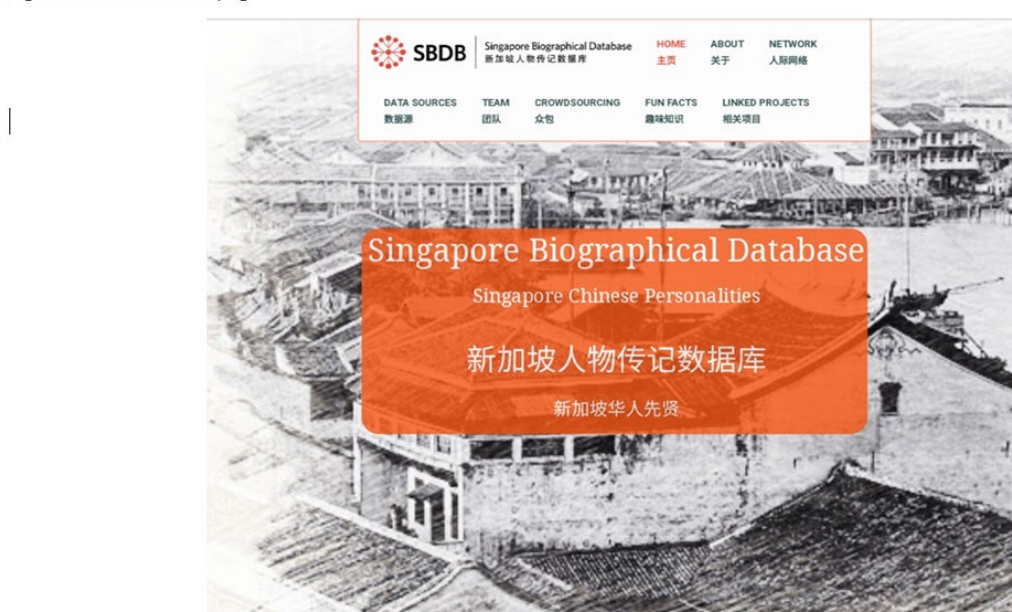 SBDB
Singapore Biographical Database
新加坡人物传记数据库
HOME ABOUT NETWORK
主页 关于 人际网络
DATA SOURCES TEAM CROWDSOURCING FUN FACTS LINKED PROJECTS
数据源 团队 众包 趣味知识 相关项目
Singapore Biographical Database
Singapore Chinese Personalities
新加坡人物传记数据库
新加坡华人先贤